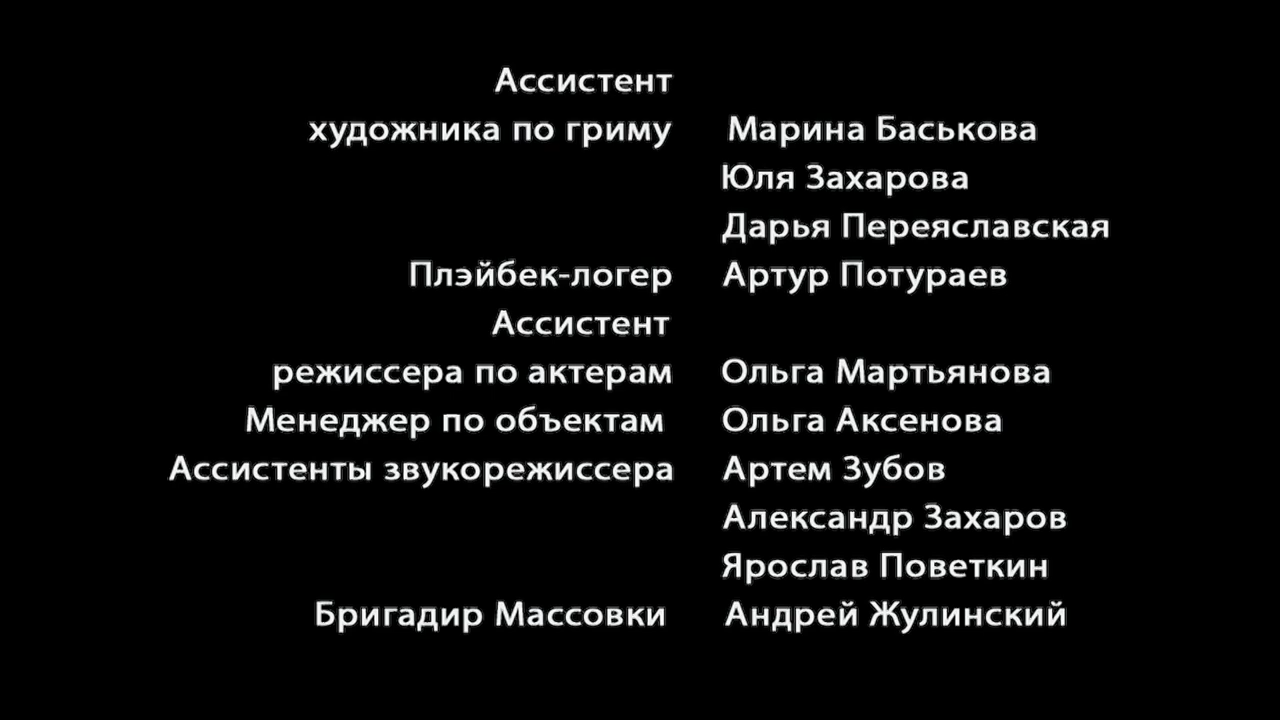 Ассистент
художника по гриму Марина Баськова
Юля Захарова
Дарья Переяславская
Плэйбек-логер Артур Потураев
Ассистент
режиссера по актерам Ольга Мартьянова
Менеджер по объектам Ольга Аксенова
Ассистенты звукорежиссера Артем Зубов
Александр Захаров
Ярослав Поветкин
Бригадир Массовки Андрей Жулинский